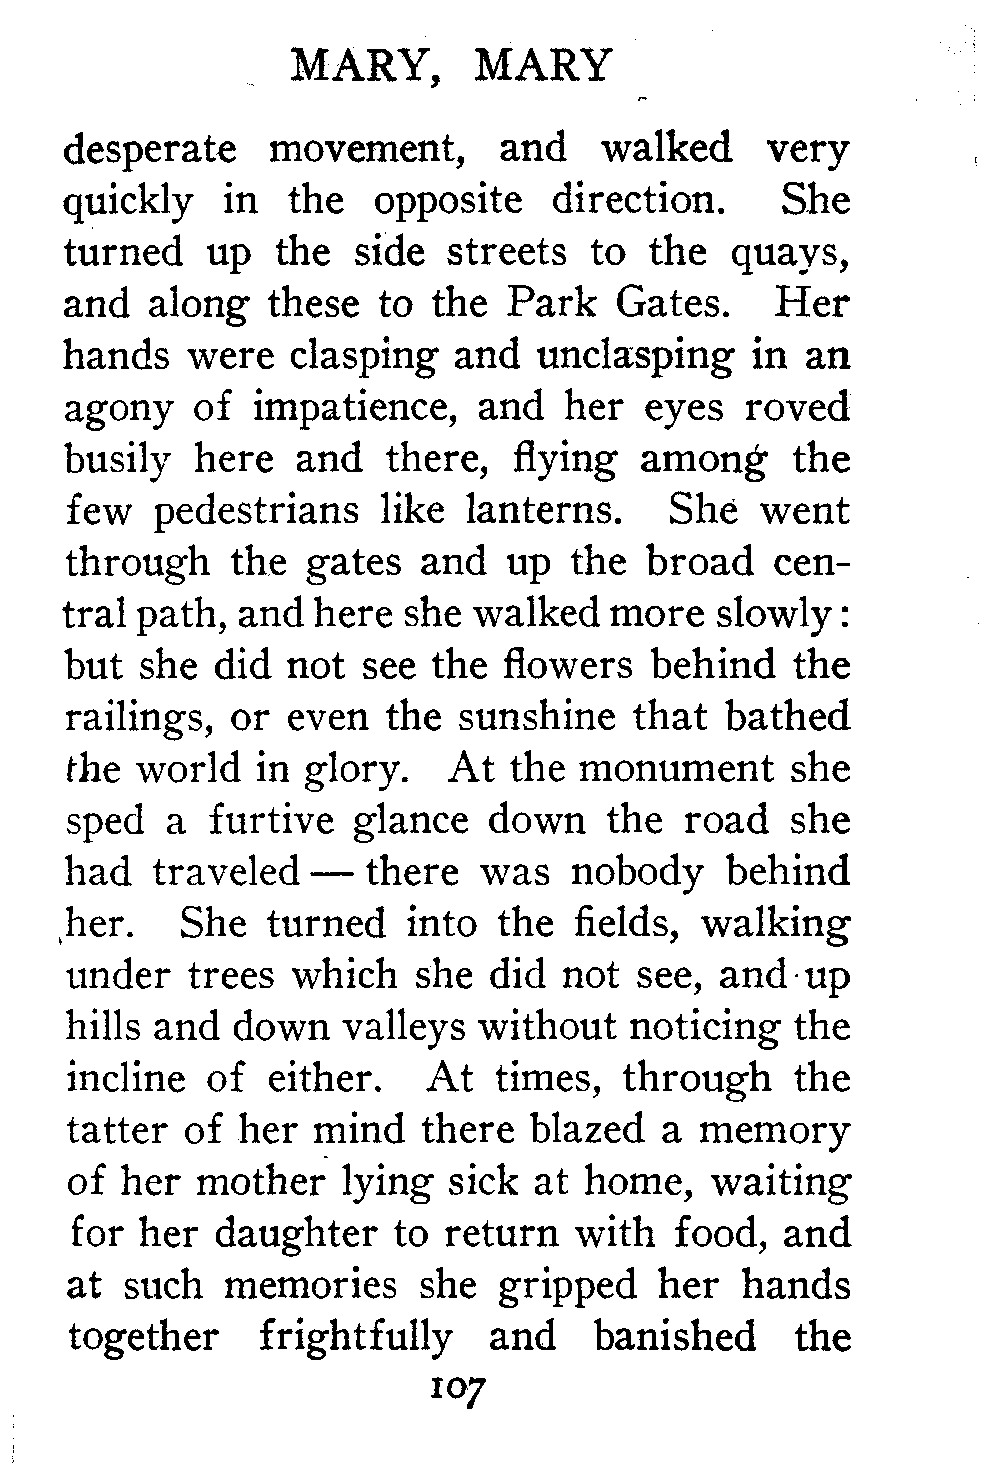 MARY, MARY
desperate movement, and walked very
quickly in the opposite direction. She
turned up the side streets to the quays,
and along these to the Park Gates. Her
hands were clasping and unclasping in an
agony of impatience, and her eyes roved
busily here and there, flying among the
few pedestrians like lanterns. She went
through the gates and up the broad cen-
tral path, and here she walked more slowly:
but she did not see the flowers behind the
railings, or even the sunshine that bathed
the world in glory. At the monument she
sped a furtive glance down the road she
had traveled — there was nobody behind
her. She turned into the fields, walking
under trees which she did not see, and up
hills and down valleys without noticing the
incline of either. At times, through the
tatter of her mind there blazed a memory
of her mother lying sick at home, waiting
for her daughter to return with food, and
at such memories she gripped her hands
together frightfully and banished the
107